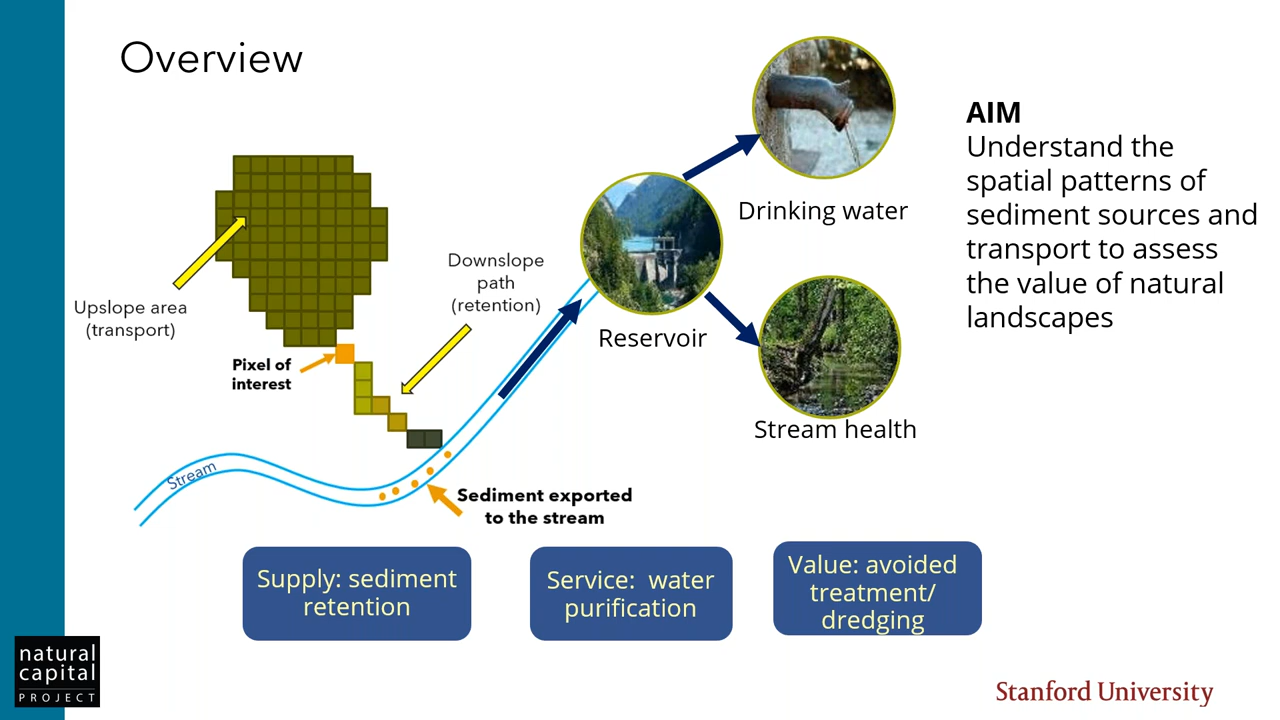 Overview
AIM
Understand the
spatial patterns of
sediment sources and
transport to assess
the value of natural
landscapes
Drinking water
Downslope
path
(retention)
Upslope area
(transport)
Reservoir
Pixel of
interest
Stream health
Stream
Sediment exported
to the stream
Supply: sediment
retention
Service:  water
purification
Value: avoided
treatment/
dredging
natural
capital
PROJECT
Stanford University